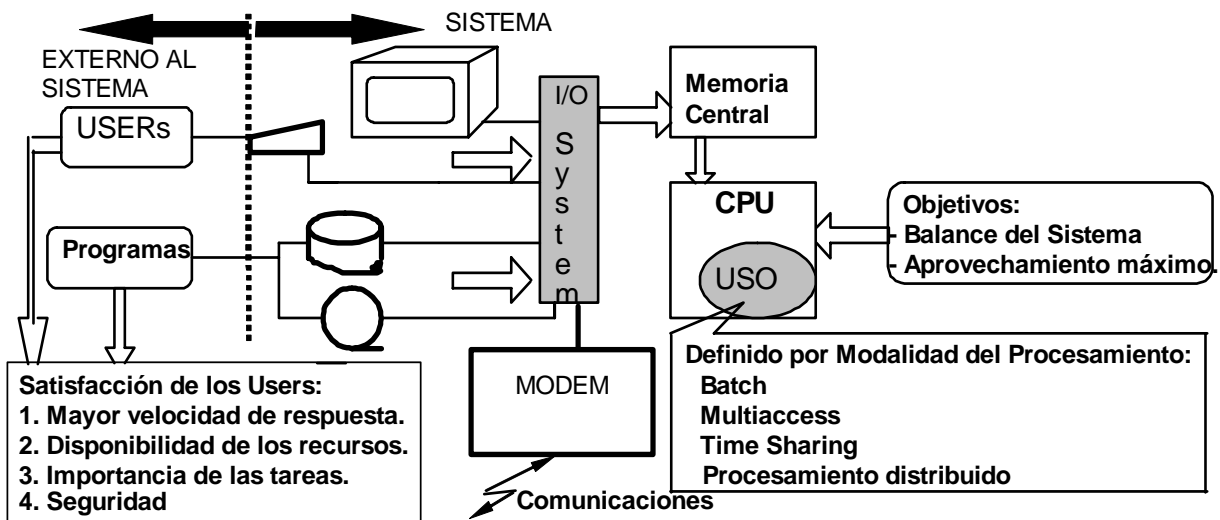 SISTEMA
EXTERNO AL
SISTEMA
USERs
Programas
I/O
System
Memoria
Central
CPU
USO
Objetivos:
- Balance del Sistema
- Aprovechamiento máximo.
Satisfacción de los Users:
1. Mayor velocidad de respuesta.
2. Disponibilidad de los recursos.
3. Importancia de las tareas.
4. Seguridad
MODEM
Comunicaciones
Definido por Modalidad del Procesamiento:
Batch
Multiaccess
Time Sharing
Procesamiento distribuido